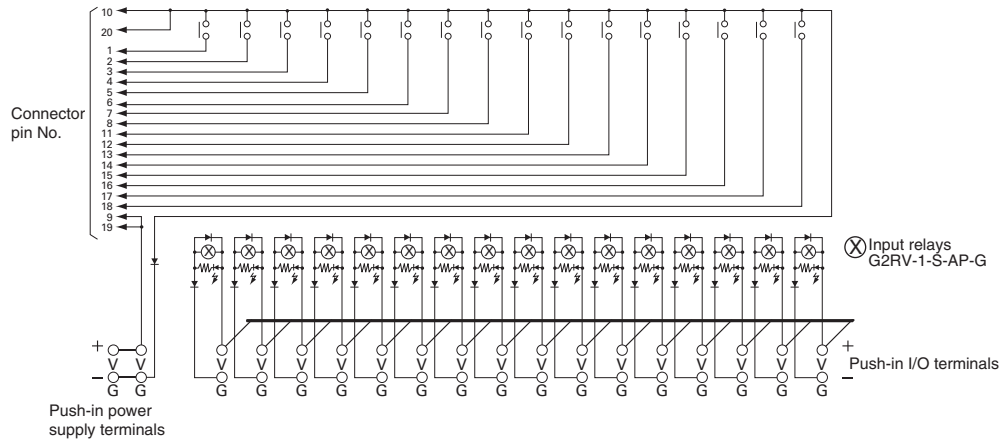 10
20
1
2
3
4
5
6
7
8
11
12
13
14
15
16
17
18
9
19
Connector
pin No.
Input relays
G2RV-1-S-AP-G
+ V V
– G G
Push-in power
supply terminals
V V V V V V V V V V V V V V V V +
G G G G G G G G G G G G G G G G –
Push-in I/O terminals